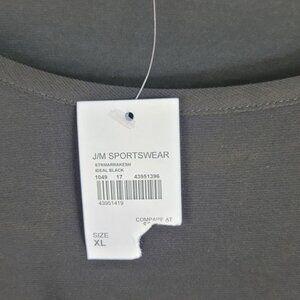 J/M SPORTSWEAR
STRMARRAKESH
IDEAL BLACK
1049 17 43951396
43951419
COMPARE AT
SIZE
XL